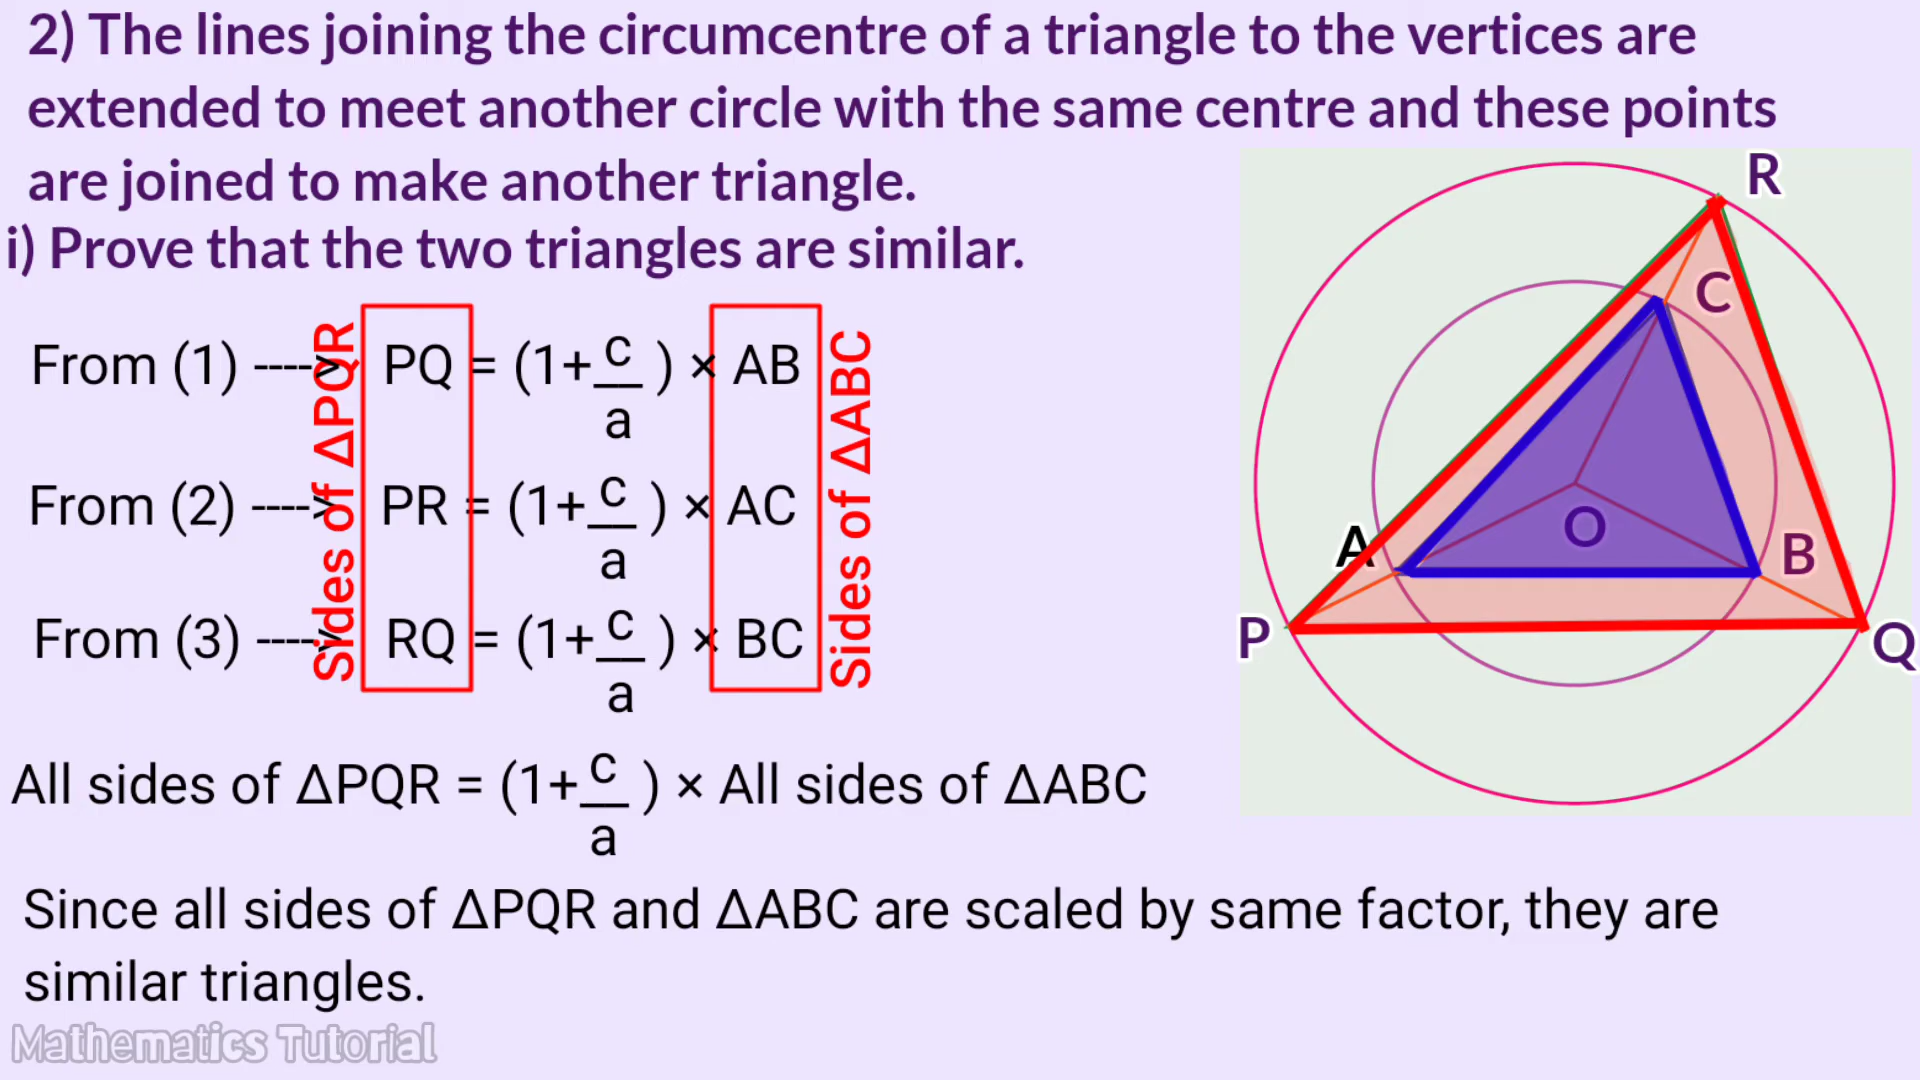 2) The lines joining the circumcentre of a triangle to the vertices are
extended to meet another circle with the same centre and these points
are joined to make another triangle.
i) Prove that the two triangles are similar.
From (1) ----> PQ = (1+c/a) × AB
From (2) ----> PR = (1+c/a) × AC
From (3) ----> RQ = (1+c/a) × BC
Sides of ΔPQR
Sides of ΔABC
All sides of ΔPQR = (1+c/a) × All sides of ΔABC
Since all sides of ΔPQR and ΔABC are scaled by same factor, they are
similar triangles.
Mathematics Tutorial
R
C
O
A
B
P
Q